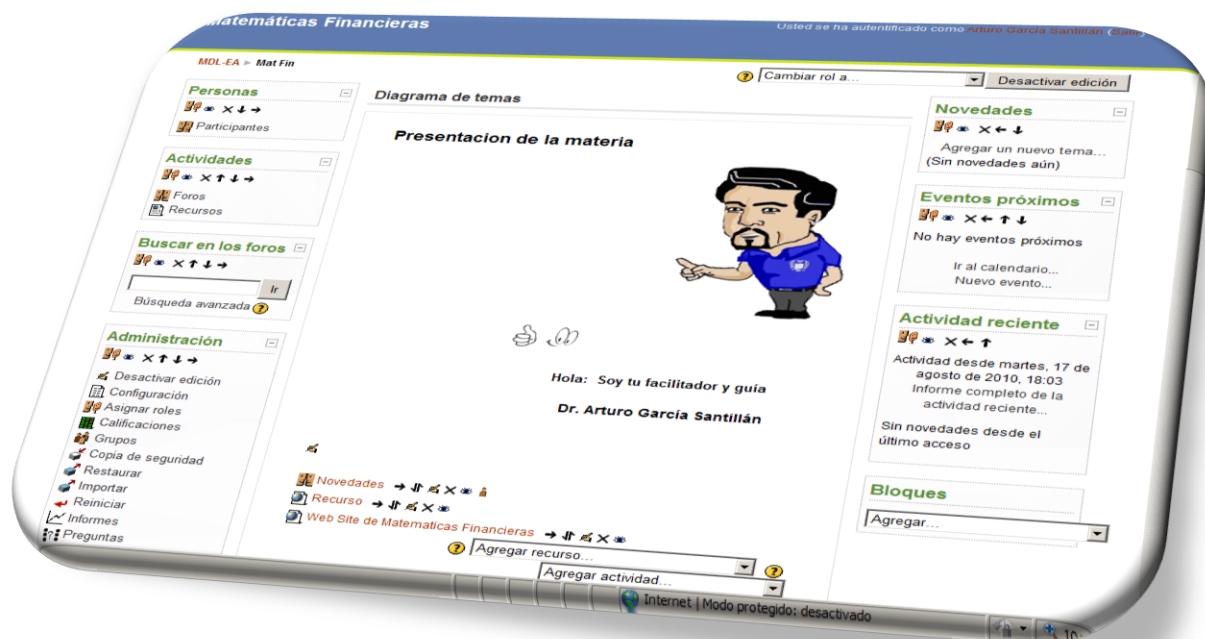 Matemáticas Financieras
Usted se ha autentificado como Arturo García Santillán (Salir)
MDL-EA ► Mat Fin
Cambiar rol a...
Desactivar edición
Personas
Participantes
Actividades
Foros
Recursos
Buscar en los foros
Ir
Búsqueda avanzada
Administración
Desactivar edición
Configuración
Asignar roles
Calificaciones
Grupos
Copia de seguridad
Restaurar
Importar
Reiniciar
Informes
Preguntas
Diagrama de temas
Presentacion de la materia
Hola: Soy tu facilitador y guía
Dr. Arturo García Santillán
Novedades
Recurso
Web Site de Matematicas Financieras
Agregar recurso...
Agregar actividad...
Novedades
Agregar un nuevo tema...
(Sin novedades aún)
Eventos próximos
No hay eventos próximos
Ir al calendario...
Nuevo evento...
Actividad reciente
Actividad desde martes, 17 de
agosto de 2010, 18:03
Informe completo de la
actividad reciente...
Sin novedades desde el
último acceso
Bloques
Agregar...
Internet | Modo protegido: desactivado